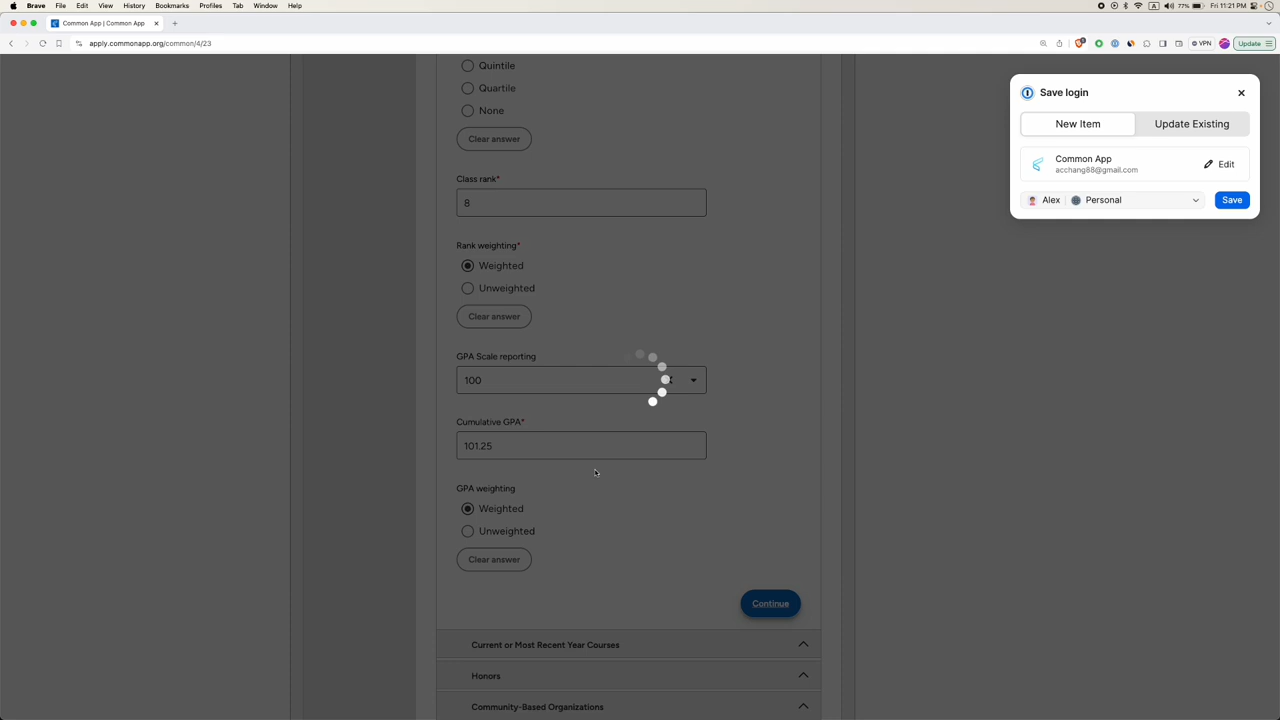 Brave File Edit View History Bookmarks Profiles Tab Window Help
77% Fri 11:21 PM
Common App | Common App
apply.commonapp.org/common/4/23
VPN
Update
Quintile
Quartile
None
Clear answer
Class rank*
8
Rank weighting*
Weighted
Unweighted
Clear answer
GPA Scale reporting
100
Cumulative GPA*
101.25
GPA weighting
Weighted
Unweighted
Clear answer
Continue
Current or Most Recent Year Courses
Honors
Community-Based Organizations
Save login
New Item
Update Existing
Common App
acchang88@gmail.com
Edit
Alex
Personal
Save